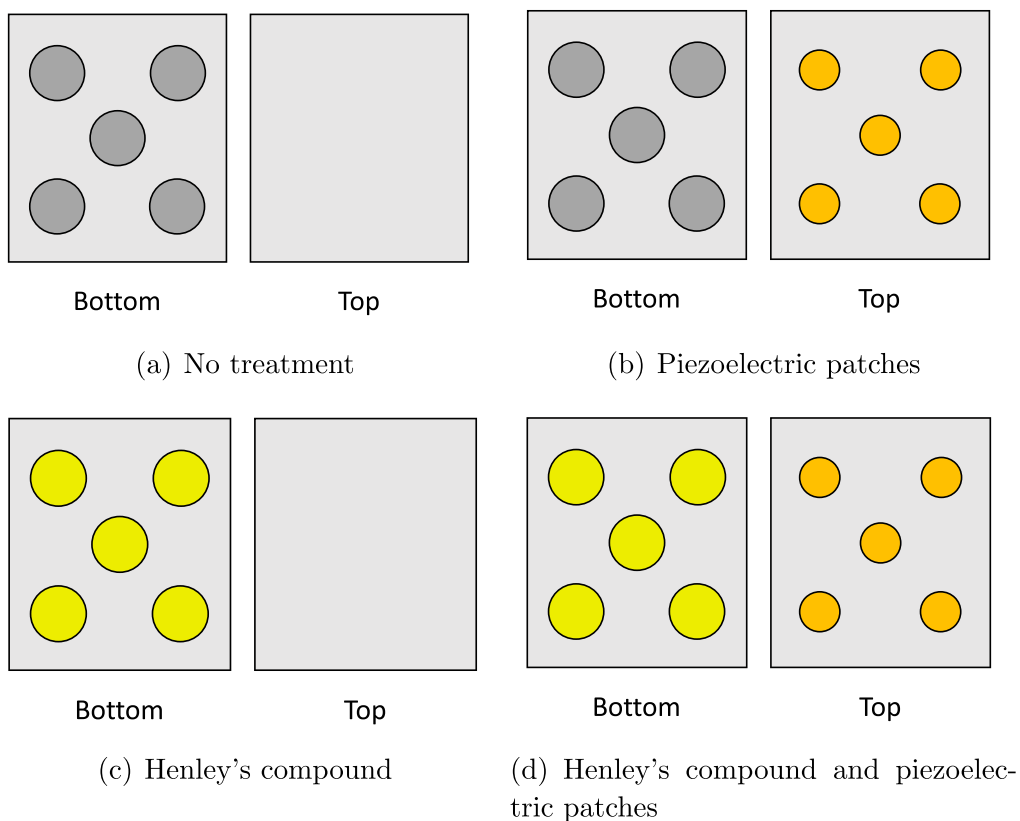 Bottom
Top
Bottom
Top
(a) No treatment
(b) Piezoelectric patches
Bottom
Top
Bottom
Top
(c) Henley's compound
(d) Henley's compound and piezoelec-
tric patches